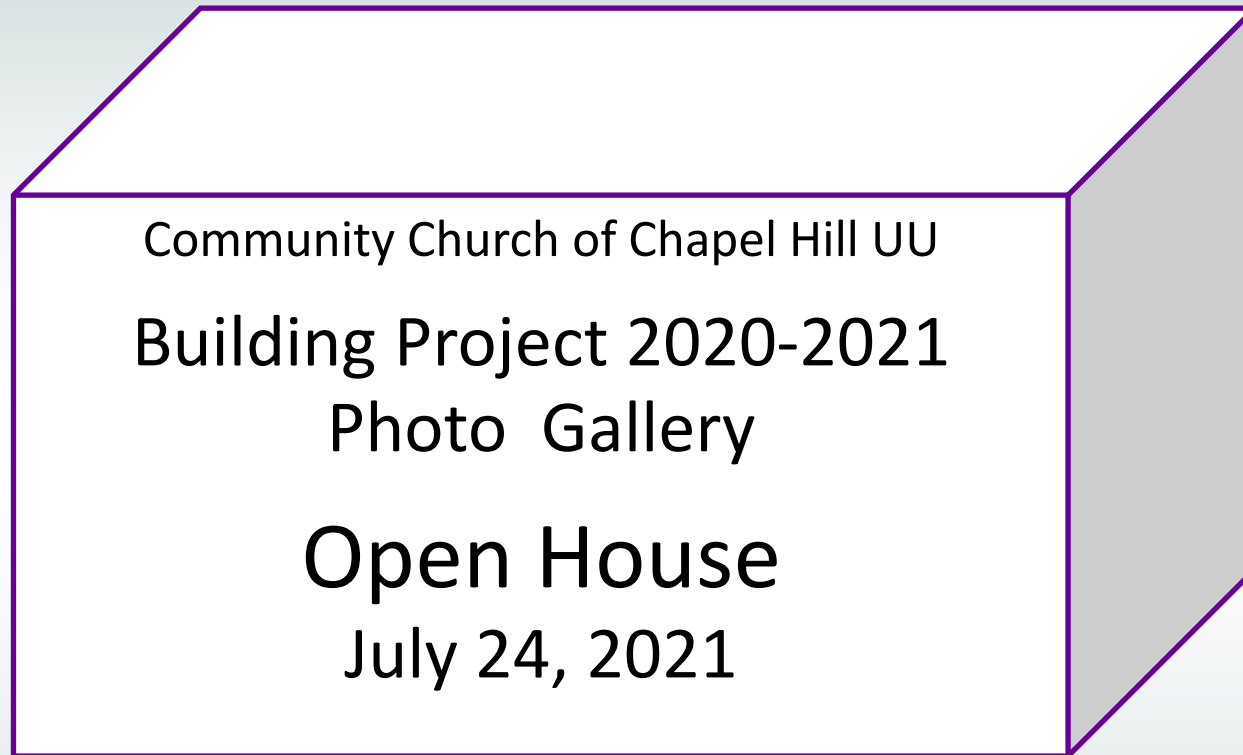 Community Church of Chapel Hill UU
Building Project 2020-2021
Photo  Gallery
Open House
July 24, 2021